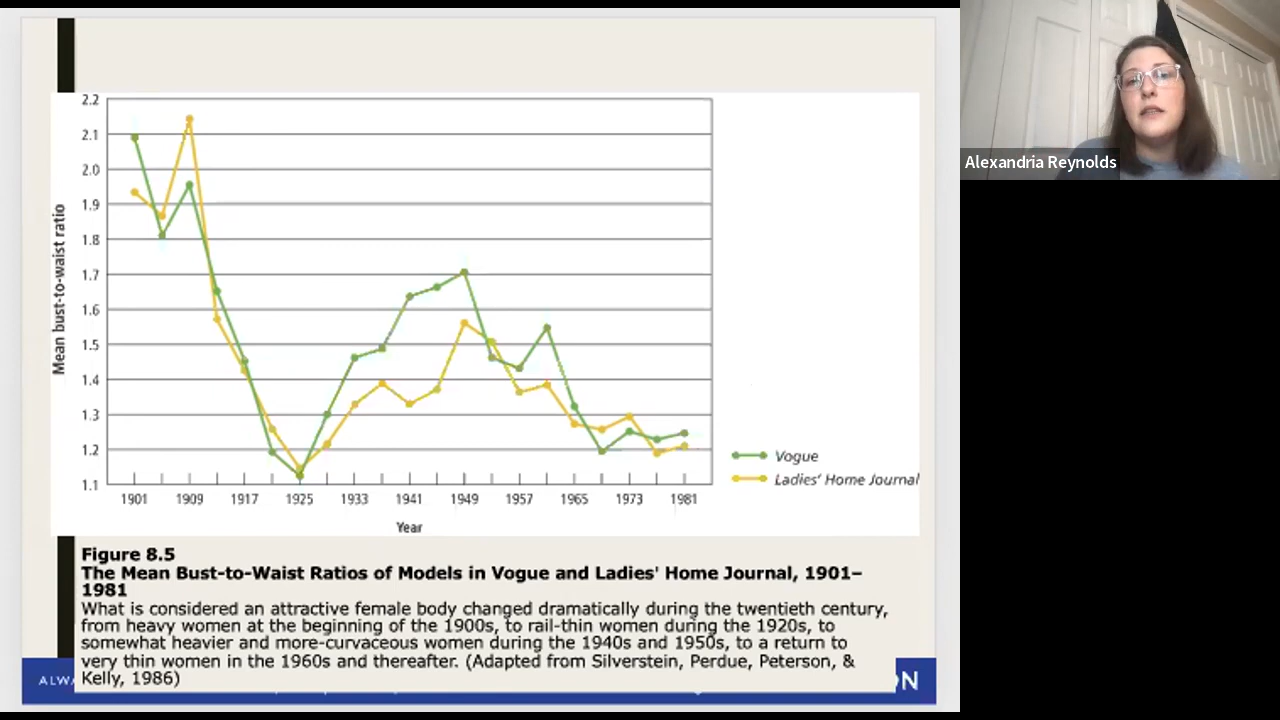 2.2
2.1
2.0
1.9
1.8
1.7
1.6
1.5
1.4
1.3
1.2
1.1
Mean bust-to-waist ratio
1901 1909 1917 1925 1933 1941 1949 1957 1965 1973 1981
Year
Vogue
Ladies' Home Journal
Figure 8.5
The Mean Bust-to-Waist Ratios of Models in Vogue and Ladies' Home Journal, 1901–
1981
What is considered an attractive female body changed dramatically during the twentieth century,
from heavy women at the beginning of the 1900s, to rail-thin women during the 1920s, to
somewhat heavier and more-curvaceous women during the 1940s and 1950s, to a return to
very thin women in the 1960s and thereafter. (Adapted from Silverstein, Perdue, Peterson, &
Kelly, 1986)
Alexandria Reynolds